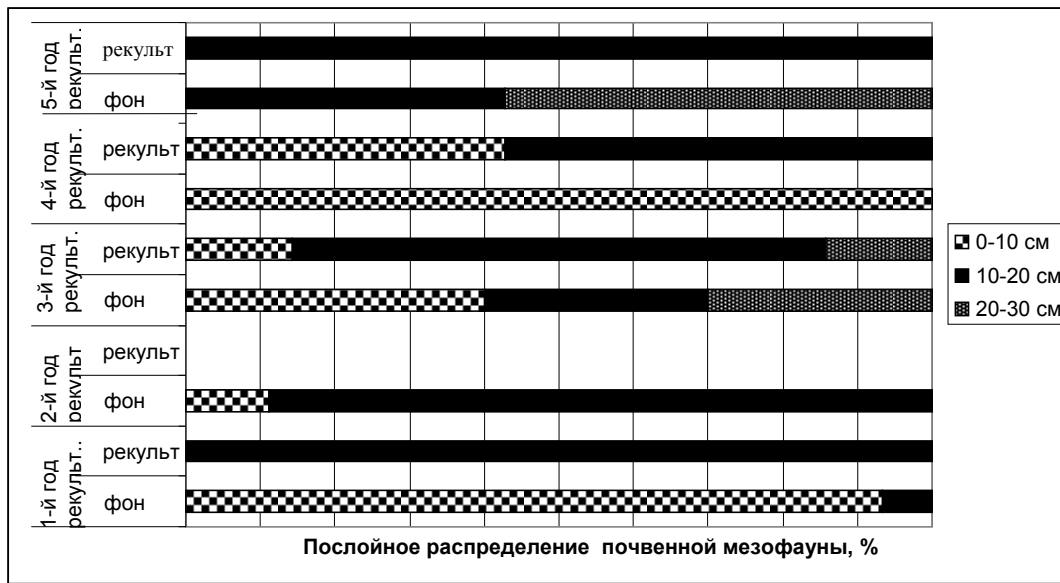 5-й год
рекульт.
рекульт
фон
4-й год
рекульт.
рекульт
фон
3-й год
рекульт.
рекульт
фон
2-й год
рекульт
рекульт
фон
1-й год
рекульт..
рекульт
фон
0-10 см
10-20 см
20-30 см
Послойное распределение почвенной мезофауны, %